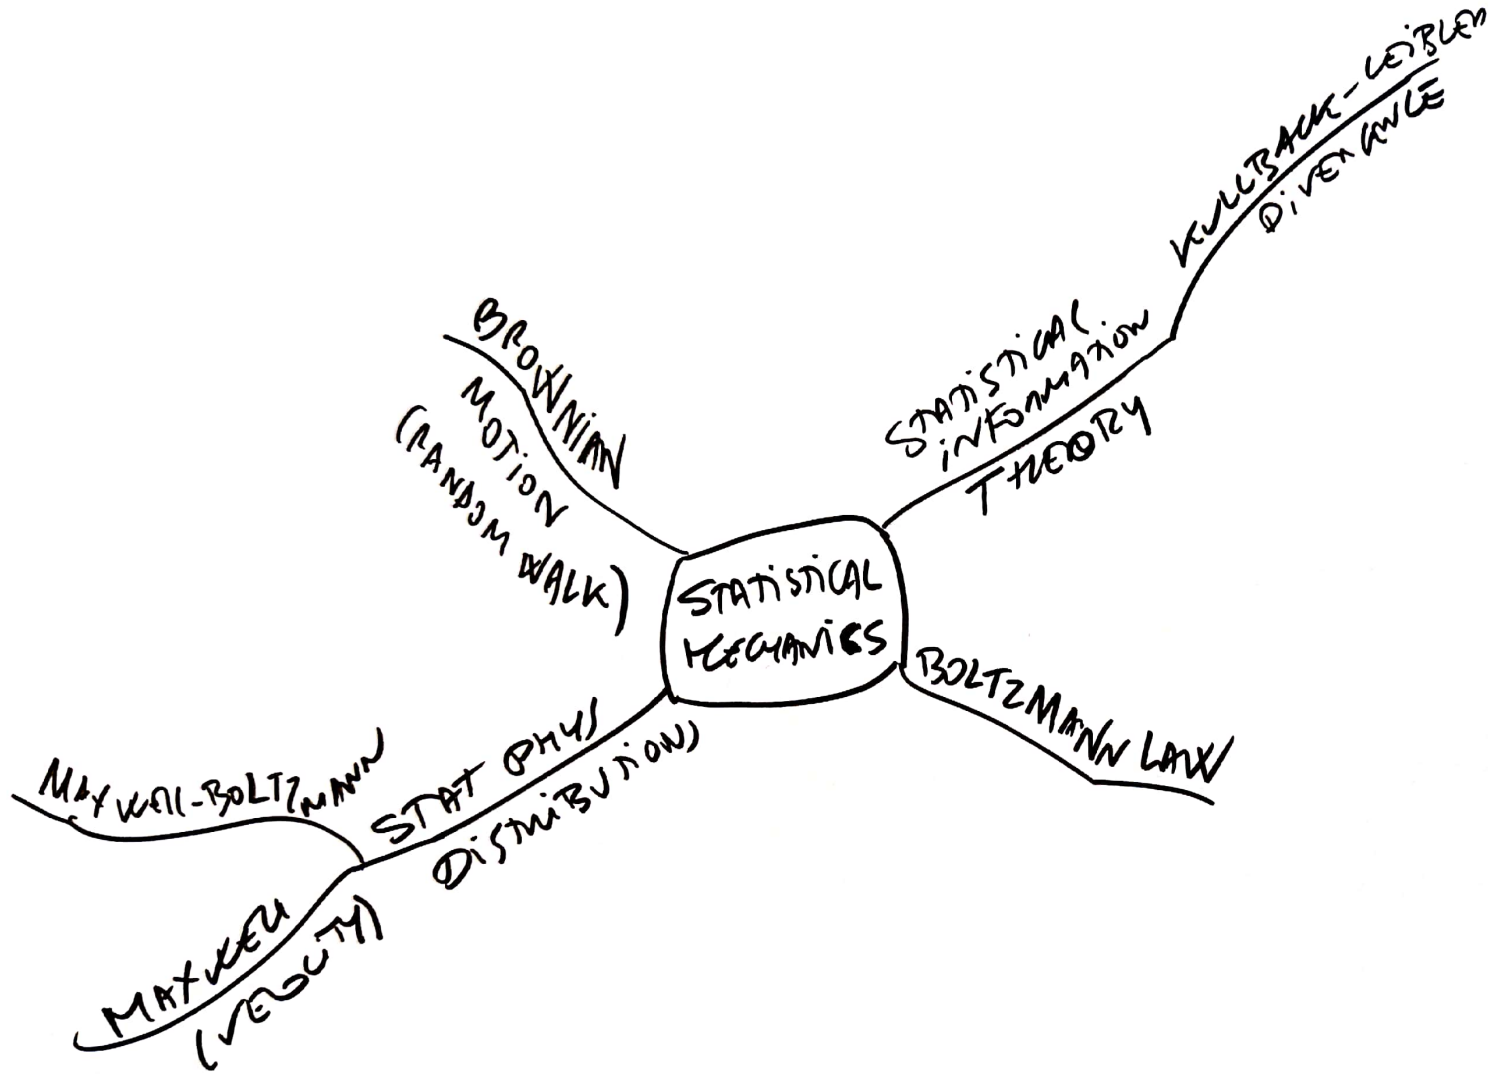 KULLBACK-LEIBLER
DIVERGENCE
STATISTICAL
INFORMATION
THEORY
BROWNIAN
MOTION
(RANDOM WALK)
STATISTICAL
MECHANICS
BOLTZMANN LAW
STAT PHYS
DISTRIBUTIONS
MAXWELL-BOLTZMANN
MAXWELL
(VELOCITY)